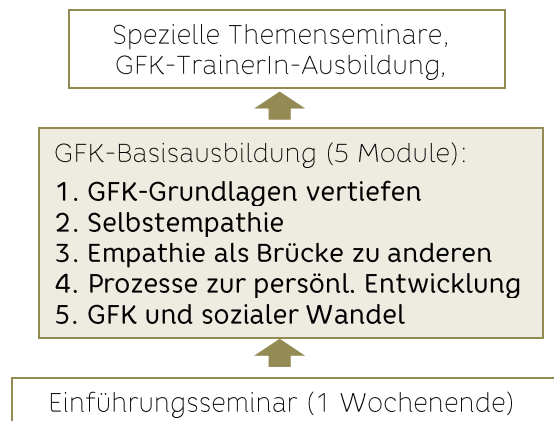 Spezielle Themenseminare,
GFK-TrainerIn-Ausbildung,
GFK-Basisausbildung (5 Module):
1. GFK-Grundlagen vertiefen
2. Selbstempathie
3. Empathie als Brücke zu anderen
4. Prozesse zur persönl. Entwicklung
5. GFK und sozialer Wandel
Einführungsseminar (1 Wochenende)